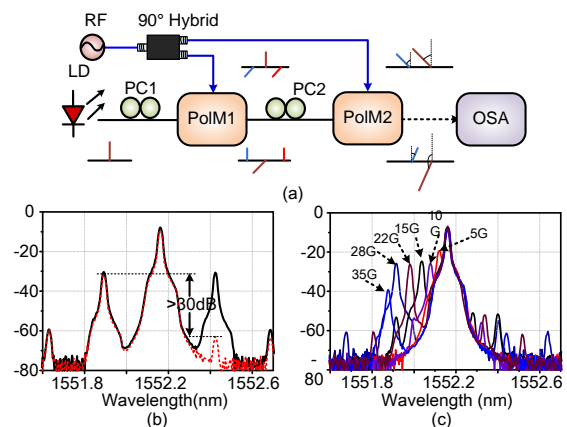 RF
90° Hybrid
LD
PC1
PC2
PolM1
PolM2
OSA
(a)
0
-20
-40
-60
-80
>30dB
1551.8
1552.2
1552.6
Wavelength(nm)
(b)
0
-20
-40
-60
80
10
G
15G
5G
22G
28G
35G
1551.8
1552.2
1552.6
Wavelength (nm)
(c)